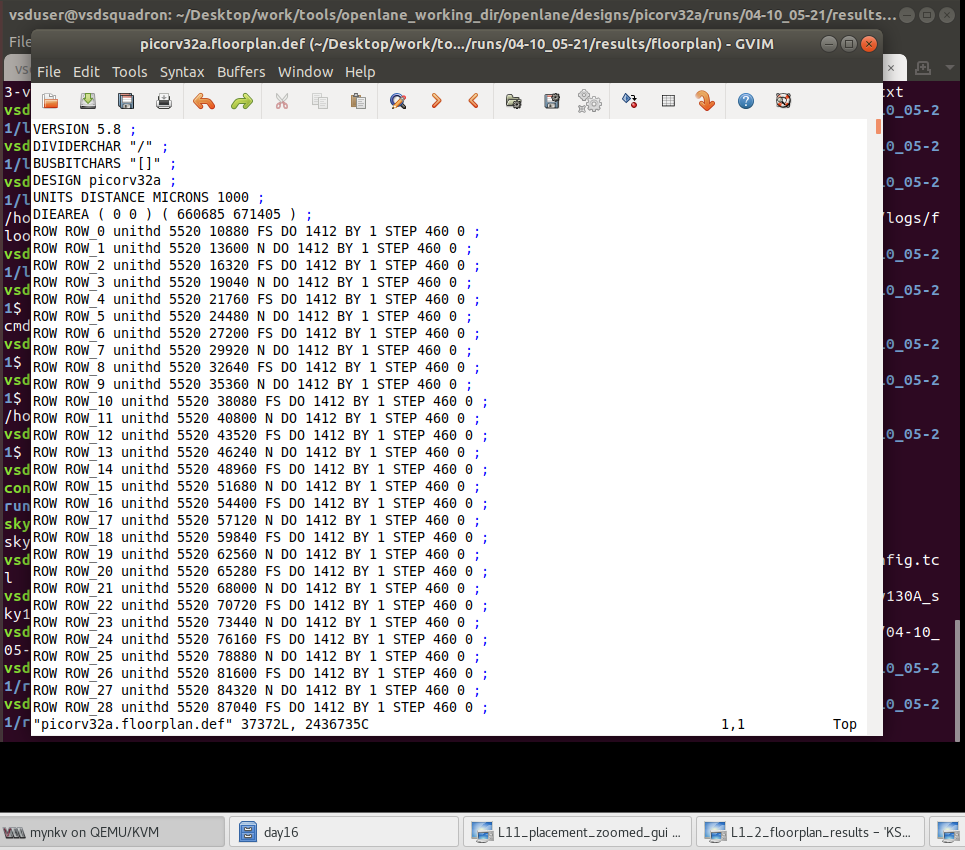 vsduser@vsdsquadron: ~/Desktop/work/tools/openlane_working_dir/openlane/designs/picorv32a/runs/04-10_05-21/results...
File
picorv32a.floorplan.def (~/Desktop/work/to.../runs/04-10_05-21/results/floorplan) - GVIM
File Edit Tools Syntax Buffers Window Help
VERSION 5.8 ;
DIVIDERCHAR "/" ;
BUSBITCHARS "[]" ;
DESIGN picorv32a ;
UNITS DISTANCE MICRONS 1000 ;
DIEAREA ( 0 0 ) ( 660685 671405 ) ;
ROW ROW_0 unithd 5520 10880 FS DO 1412 BY 1 STEP 460 0 ;
ROW ROW_1 unithd 5520 13600 N DO 1412 BY 1 STEP 460 0 ;
ROW ROW_2 unithd 5520 16320 FS DO 1412 BY 1 STEP 460 0 ;
ROW ROW_3 unithd 5520 19040 N DO 1412 BY 1 STEP 460 0 ;
ROW ROW_4 unithd 5520 21760 FS DO 1412 BY 1 STEP 460 0 ;
ROW ROW_5 unithd 5520 24480 N DO 1412 BY 1 STEP 460 0 ;
ROW ROW_6 unithd 5520 27200 FS DO 1412 BY 1 STEP 460 0 ;
ROW ROW_7 unithd 5520 29920 N DO 1412 BY 1 STEP 460 0 ;
ROW ROW_8 unithd 5520 32640 FS DO 1412 BY 1 STEP 460 0 ;
ROW ROW_9 unithd 5520 35360 N DO 1412 BY 1 STEP 460 0 ;
ROW ROW_10 unithd 5520 38080 FS DO 1412 BY 1 STEP 460 0 ;
ROW ROW_11 unithd 5520 40800 N DO 1412 BY 1 STEP 460 0 ;
ROW ROW_12 unithd 5520 43520 FS DO 1412 BY 1 STEP 460 0 ;
ROW ROW_13 unithd 5520 46240 N DO 1412 BY 1 STEP 460 0 ;
ROW ROW_14 unithd 5520 48960 FS DO 1412 BY 1 STEP 460 0 ;
ROW ROW_15 unithd 5520 51680 N DO 1412 BY 1 STEP 460 0 ;
ROW ROW_16 unithd 5520 54400 FS DO 1412 BY 1 STEP 460 0 ;
ROW ROW_17 unithd 5520 57120 N DO 1412 BY 1 STEP 460 0 ;
ROW ROW_18 unithd 5520 59840 FS DO 1412 BY 1 STEP 460 0 ;
ROW ROW_19 unithd 5520 62560 N DO 1412 BY 1 STEP 460 0 ;
ROW ROW_20 unithd 5520 65280 FS DO 1412 BY 1 STEP 460 0 ;
ROW ROW_21 unithd 5520 68000 N DO 1412 BY 1 STEP 460 0 ;
ROW ROW_22 unithd 5520 70720 FS DO 1412 BY 1 STEP 460 0 ;
ROW ROW_23 unithd 5520 73440 N DO 1412 BY 1 STEP 460 0 ;
ROW ROW_24 unithd 5520 76160 FS DO 1412 BY 1 STEP 460 0 ;
ROW ROW_25 unithd 5520 78880 N DO 1412 BY 1 STEP 460 0 ;
ROW ROW_26 unithd 5520 81600 FS DO 1412 BY 1 STEP 460 0 ;
ROW ROW_27 unithd 5520 84320 N DO 1412 BY 1 STEP 460 0 ;
ROW ROW_28 unithd 5520 87040 FS DO 1412 BY 1 STEP 460 0 ;
"picorv32a.floorplan.def" 37372L, 2436735C 1,1 Top
mynkv on QEMU/KVM
day16
L11_placement_zoomed_gui ...
L1_2_floorplan_results – 'KS...